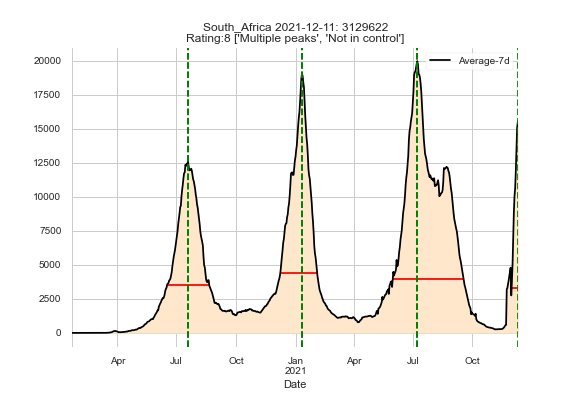 South_Africa 2021-12-11: 3129622
Rating:8 ['Multiple peaks', 'Not in control']
Average-7d
20000
17500
15000
12500
10000
7500
5000
2500
0
Apr Jul Oct Jan Apr Jul Oct
2021
Date